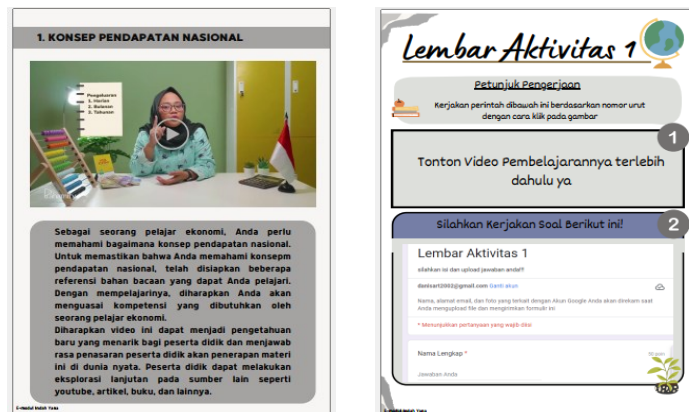 1. KONSEP PENDAPATAN NASIONAL
Pengeluaran
1. Harian
2. Bulanan
3. Tahunan
Sebagai seorang pelajar ekonomi, Anda perlu
memahami bagaimana konsep pendapatan nasional.
Untuk memastikan bahwa Anda memahami konsepm
pendapatan nasional, telah disiapkan beberapa
referensi bahan bacaan yang dapat Anda pelajari.
Dengan mempelajarinya, diharapkan Anda akan
menguasai kompetensi yang dibutuhkan oleh
seorang pelajar ekonomi.
Diharapkan video ini dapat menjadi pengetahuan
baru yang menarik bagi peserta didik dan menjawab
rasa penasaran peserta didik akan penerapan materi
ini di dunia nyata. Peserta didik dapat melakukan
eksplorasi lanjutan pada sumber lain seperti
youtube, artikel, buku, dan lainnya.
Lembar Aktivitas 1
Petunjuk Pengerjaan
Kerjakan perintah dibawah ini berdasarkan nomor urut
dengan cara klik pada gambar
1
Tonton Video Pembelajarannya terlebih
dahulu ya
Silahkan Kerjakan Soal Berikut ini!
2
Lembar Aktivitas 1
silahkan isi dan upload jawaban anda!!!
Ganti akun
Nama, alamat email, dan foto yang terkait dengan Akun Google Anda akan direkam saat
Anda mengupload file dan mengirimkan formulir ini
* Menunjukkan pertanyaan yang wajib diisi
Nama Lengkap *
Jawaban Anda